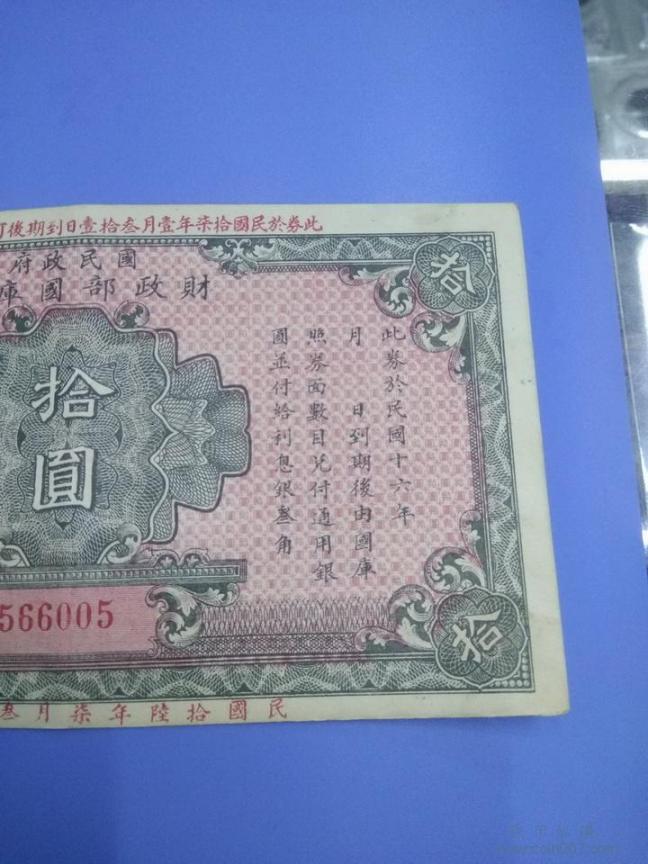 此券於民國拾柒年壹月叁拾壹日到期後
國民政府
財政部國庫
拾
此券於民國十六年
月 日到期後由國庫
照券面數目兌付通用銀
圓並付給利息銀叁角
拾圓
566005
拾
民國拾陸年柒月叁